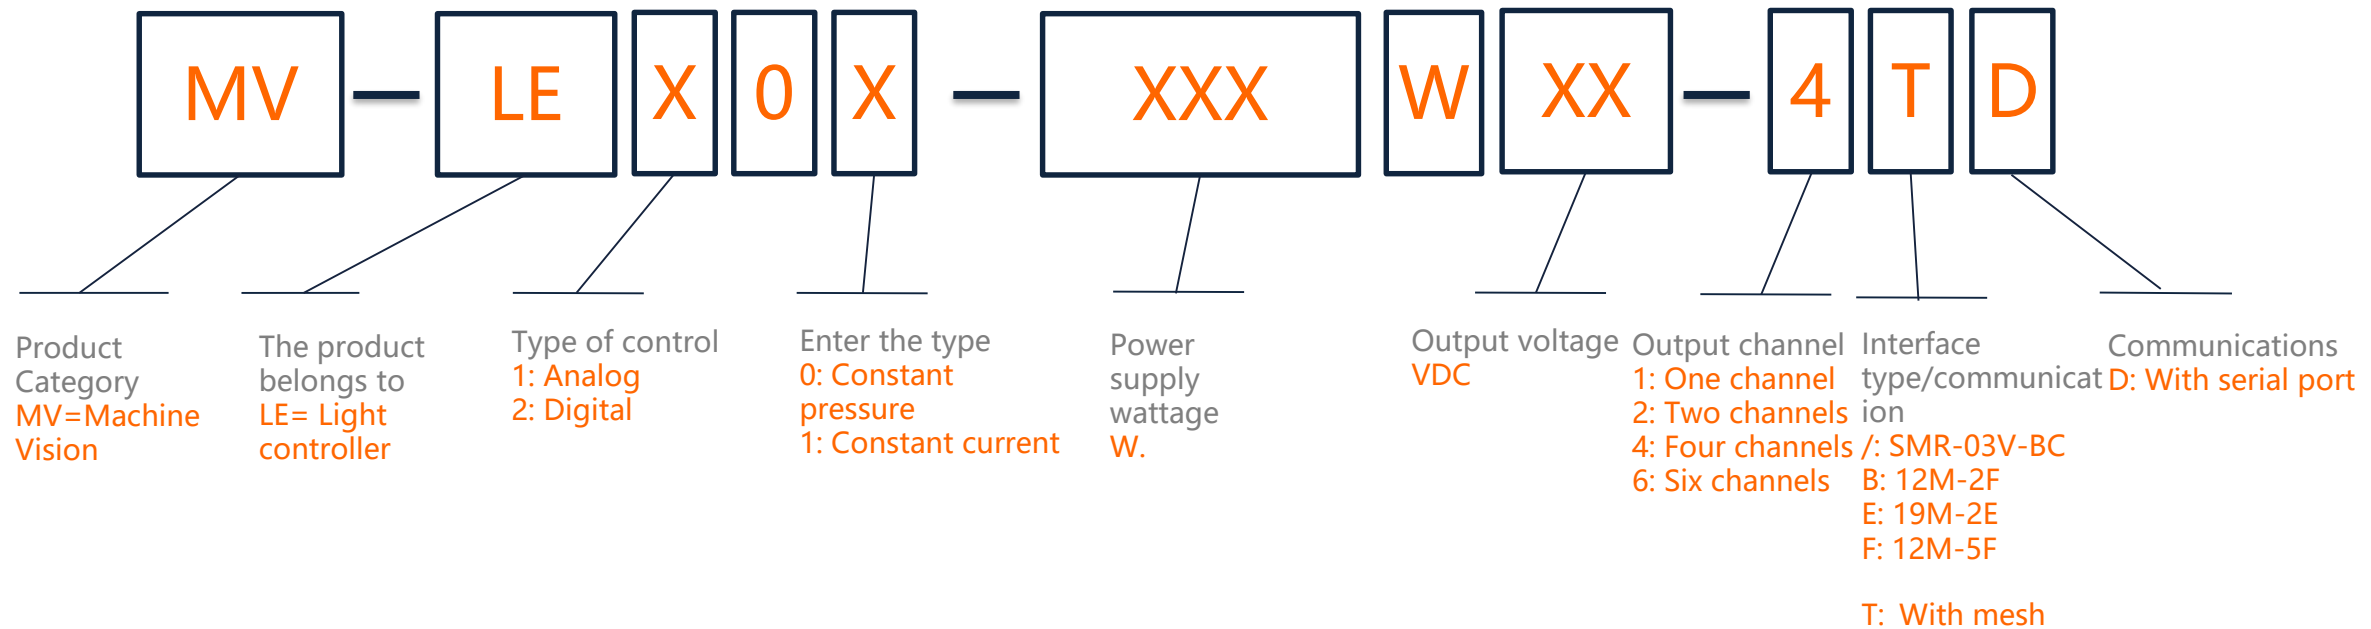 MV — LE X 0 X — XXX W XX — 4 T D
Product
Category
MV=Machine
Vision
The product
belongs to
LE= Light
controller
Type of control
1: Analog
2: Digital
Enter the type
0: Constant
pressure
1: Constant current
Power
supply
wattage
W.
Output voltage
VDC
Output channel
1: One channel
2: Two channels
4: Four channels
6: Six channels
Interface
type/communicat
ion
/: SMR-03V-BC
B: 12M-2F
E: 19M-2E
F: 12M-5F
T: With mesh
Communications
D: With serial port